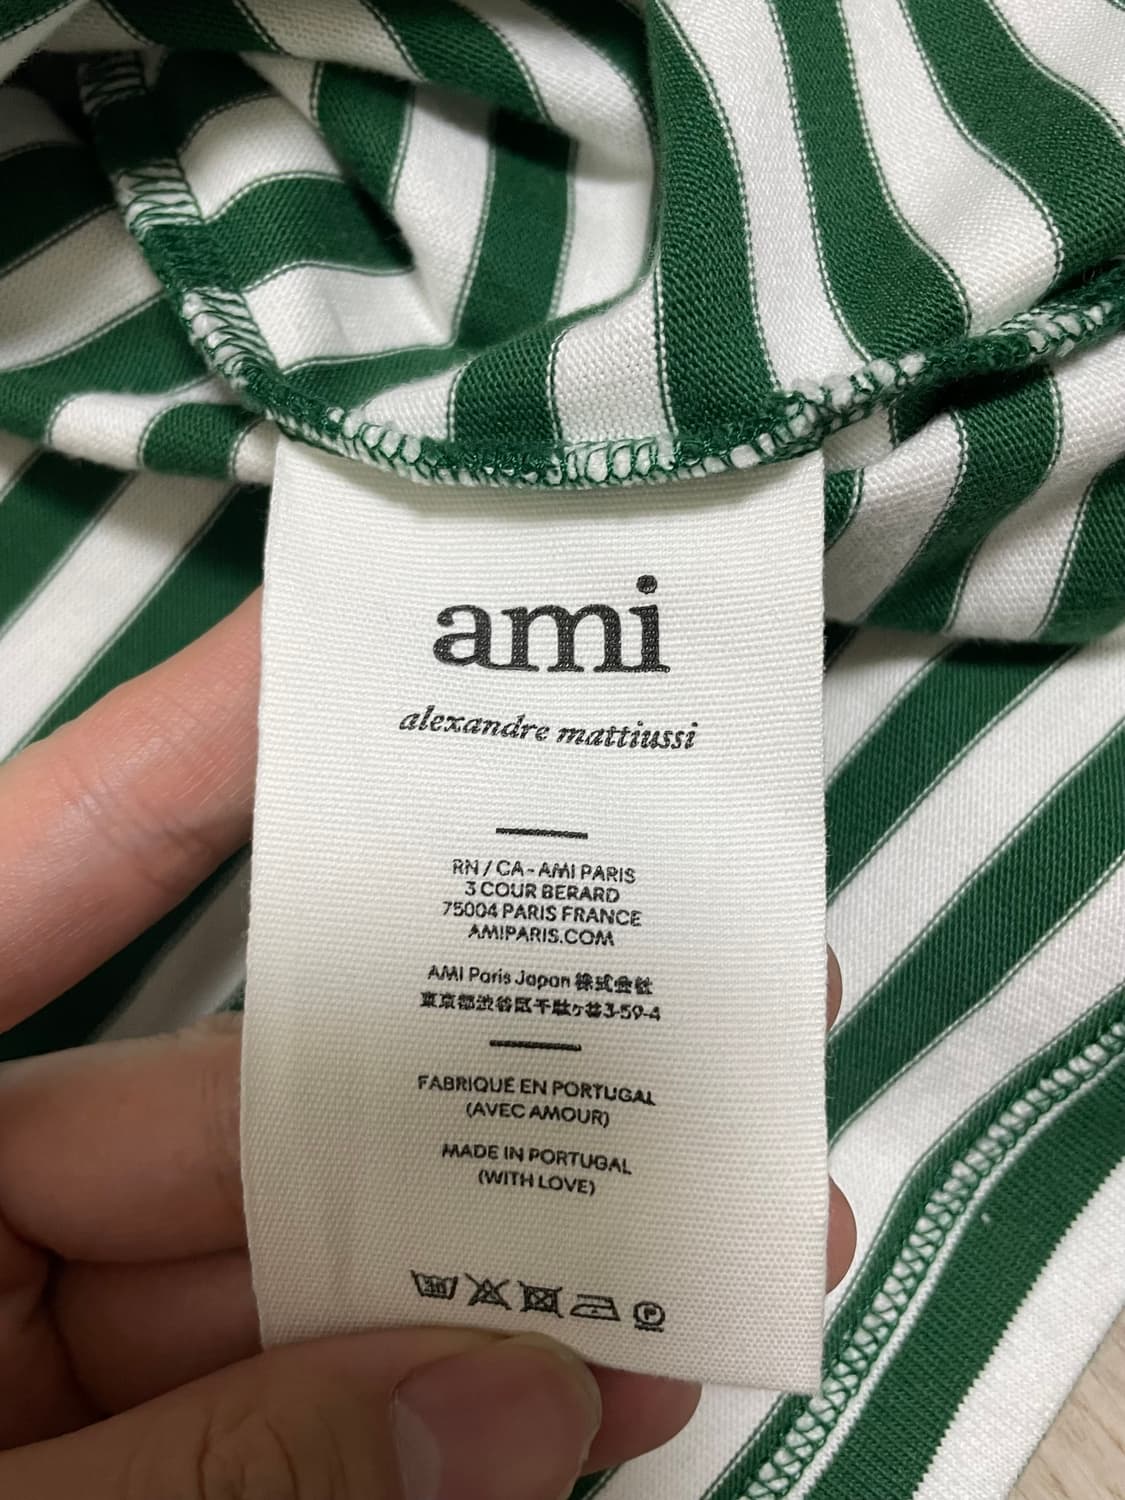 ami
alexandre mattiussi
RN / CA - AMI PARIS
3 COUR BERARD
75004 PARIS FRANCE
AMIPARIS.COM
AMI Paris Japan 株式会社
東京都渋谷区千駄ヶ谷3-59-4
FABRIQUÉ EN PORTUGAL
(AVEC AMOUR)
MADE IN PORTUGAL
(WITH LOVE)
30
P